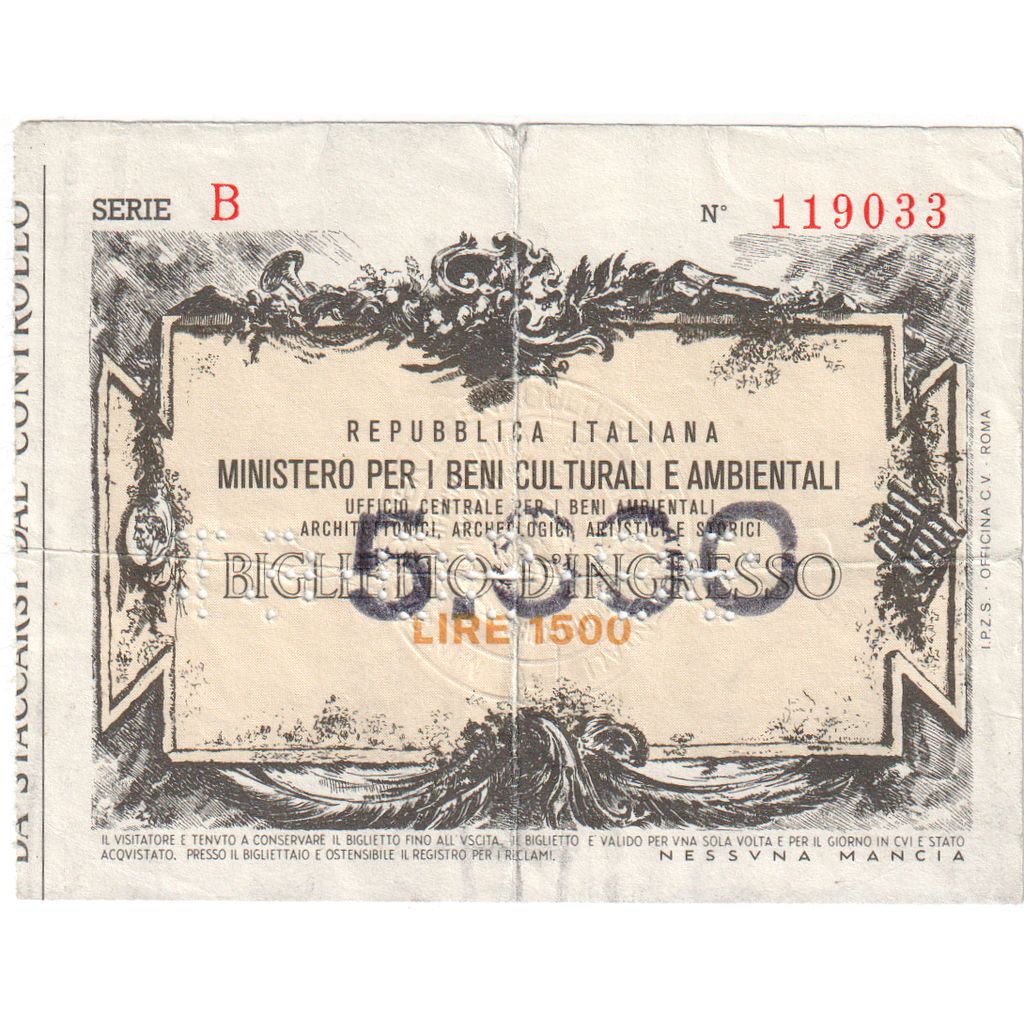 SERIE B
N° 119033
DA STACCARSI DAL CONTROLLO
REPUBBLICA ITALIANA
MINISTERO PER I BENI CULTURALI E AMBIENTALI
UFFICIO CENTRALE PER I BENI AMBIENTALI
ARCHITETTONICI, ARCHEOLOGICI, ARTISTICI E STORICI
BIGLIETTO D'INGRESSO
5.000
LIRE 1500
I.P.Z.S. - OFFICINA C.V. - ROMA
IL VISITATORE E TENVTO A CONSERVARE IL BIGLIETTO FINO ALL'VSCITA. IL BIGLIETTO E' VALIDO PER VNA SOLA VOLTA E PER IL GIORNO IN CVI E STATO
ACQVISTATO. PRESSO IL BIGLIETTAIO E OSTENSIBILE IL REGISTRO PER I RECLAMI. NESSVNA MANCIA